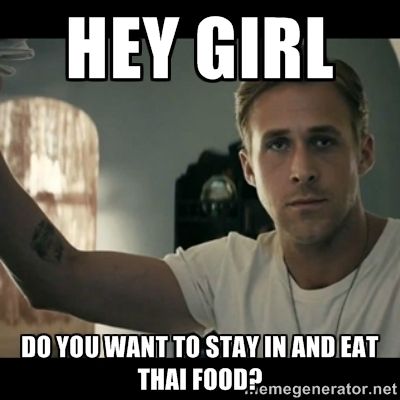 HEY GIRL
DO YOU WANT TO STAY IN AND EAT
THAI FOOD?
memegenerator.net